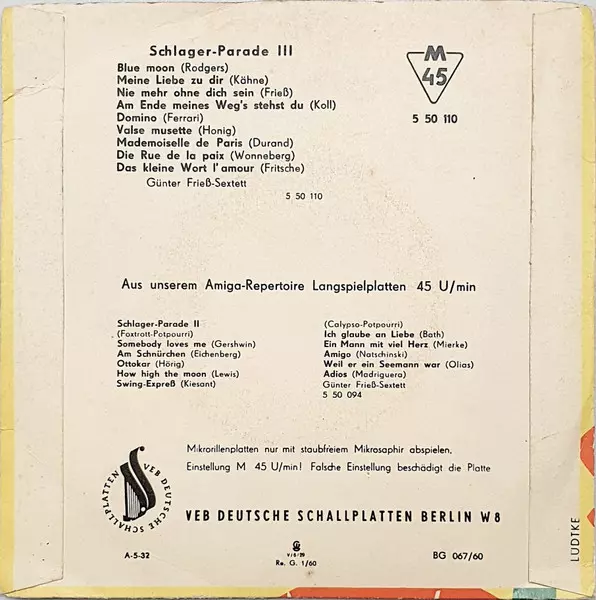 Schlager-Parade III
Blue moon (Rodgers)
Meine Liebe zu dir (Kähne)
Nie mehr ohne dich sein (Frieß)
Am Ende meines Weg's stehst du (Koll)
Domino (Ferrari)
Valse musette (Honig)
Mademoiselle de Paris (Durand)
Die Rue de la paix (Wonneberg)
Das kleine Wort l'amour (Fritsche)
Günter Frieß-Sextett
5 50 110
M
45
5 50 110
Aus unserem Amiga-Repertoire Langspielplatten 45 U/min
Schlager-Parade II
(Foxtrott-Potpourri)
Somebody loves me (Gershwin)
Am Schnürchen (Eichenberg)
Ottokar (Hörig)
How high the moon (Lewis)
Swing-Expreß (Kiesant)
(Calypso-Potpourri)
Ich glaube an Liebe (Bath)
Ein Mann mit viel Herz (Mierke)
Amigo (Natschinski)
Weil er ein Seemann war (Olias)
Adios (Madriguera)
Günter Frieß-Sextett
5 50 094
Mikrorillenplatten nur mit staubfreiem Mikrosaphir abspielen.
Einstellung M 45 U/min! Falsche Einstellung beschädigt die Platte
VEB DEUTSCHE SCHALLPLATTEN
VEB DEUTSCHE SCHALLPLATTEN BERLIN W8
A-5-32
V/6/29
Re. G. 1/60
BG 067/60
LÜDTKE